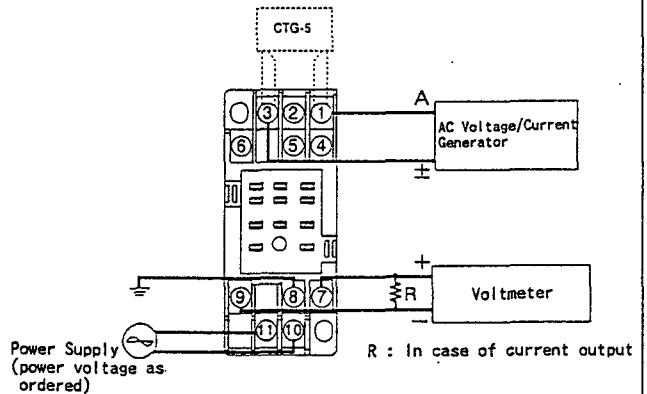 CTG-5
③ ② ①
⑥ ⑤ ④
A
AC Voltage/Current
Generator
±
+
⑨ ⑧ ⑦
R
Voltmeter
−
⑪ ⑩
Power Supply
(power voltage as
ordered)
R : In case of current output